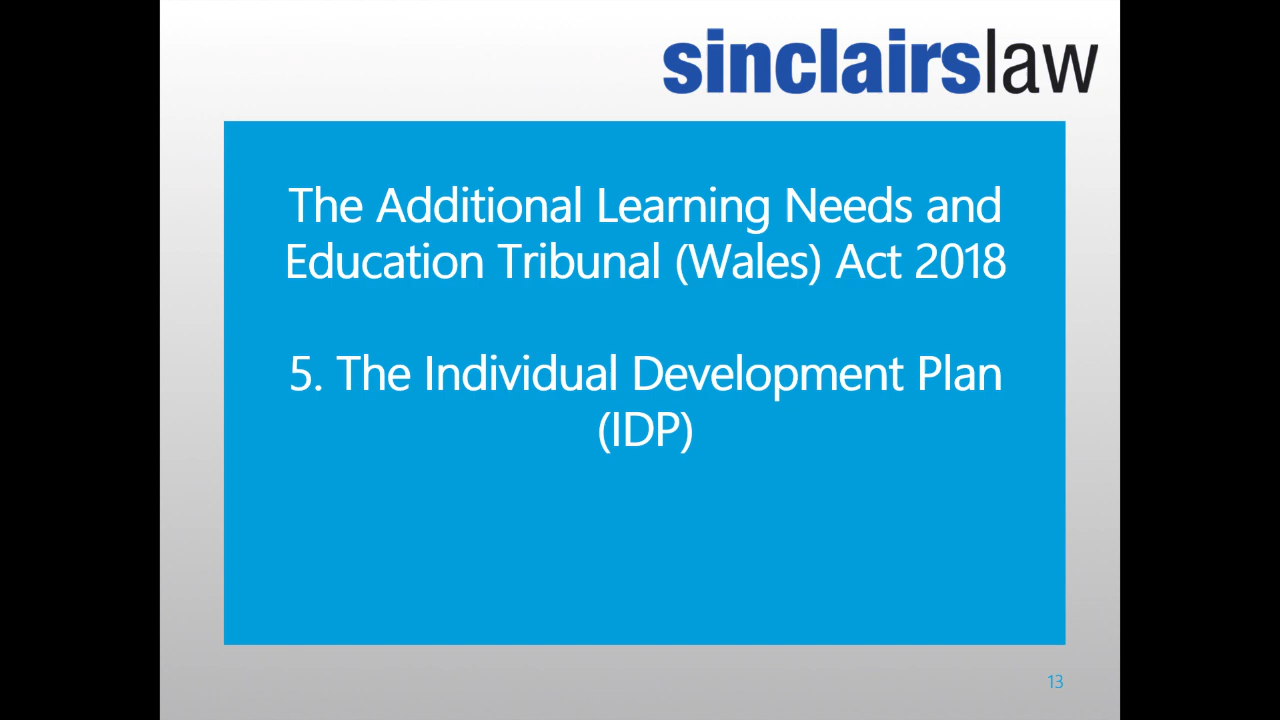 sinclairslaw
The Additional Learning Needs and
Education Tribunal (Wales) Act 2018
5. The Individual Development Plan
(IDP)
13